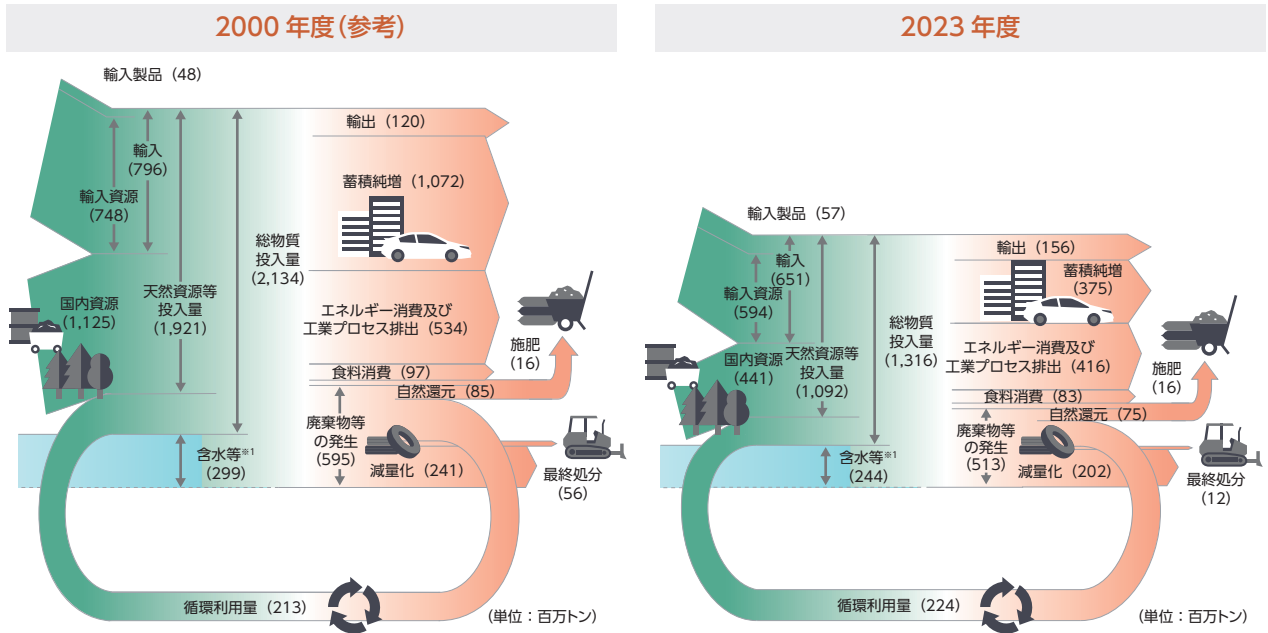 2000 年度(参考)
輸入製品（48）
輸入
（796）
輸入資源
（748）
国内資源
（1,125）
天然資源等
投入量
（1,921）
総物質
投入量
（2,134）
含水等※1
（299）
輸出（120）
蓄積純増（1,072）
エネルギー消費及び
工業プロセス排出（534）
食料消費（97）
自然還元（85）
施肥
（16）
廃棄物等
の発生
（595）
減量化（241）
最終処分
（56）
循環利用量（213）
（単位：百万トン）
2023 年度
輸入製品（57）
輸入
（651）
輸入資源
（594）
国内資源
（441）
天然資源等
投入量
（1,092）
総物質
投入量
（1,316）
含水等※1
（244）
輸出（156）
蓄積純増
（375）
エネルギー消費及び
工業プロセス排出（416）
食料消費（83）
自然還元（75）
施肥
（16）
廃棄物等
の発生
（513）
減量化（202）
最終処分
（12）
循環利用量（224）
（単位：百万トン）